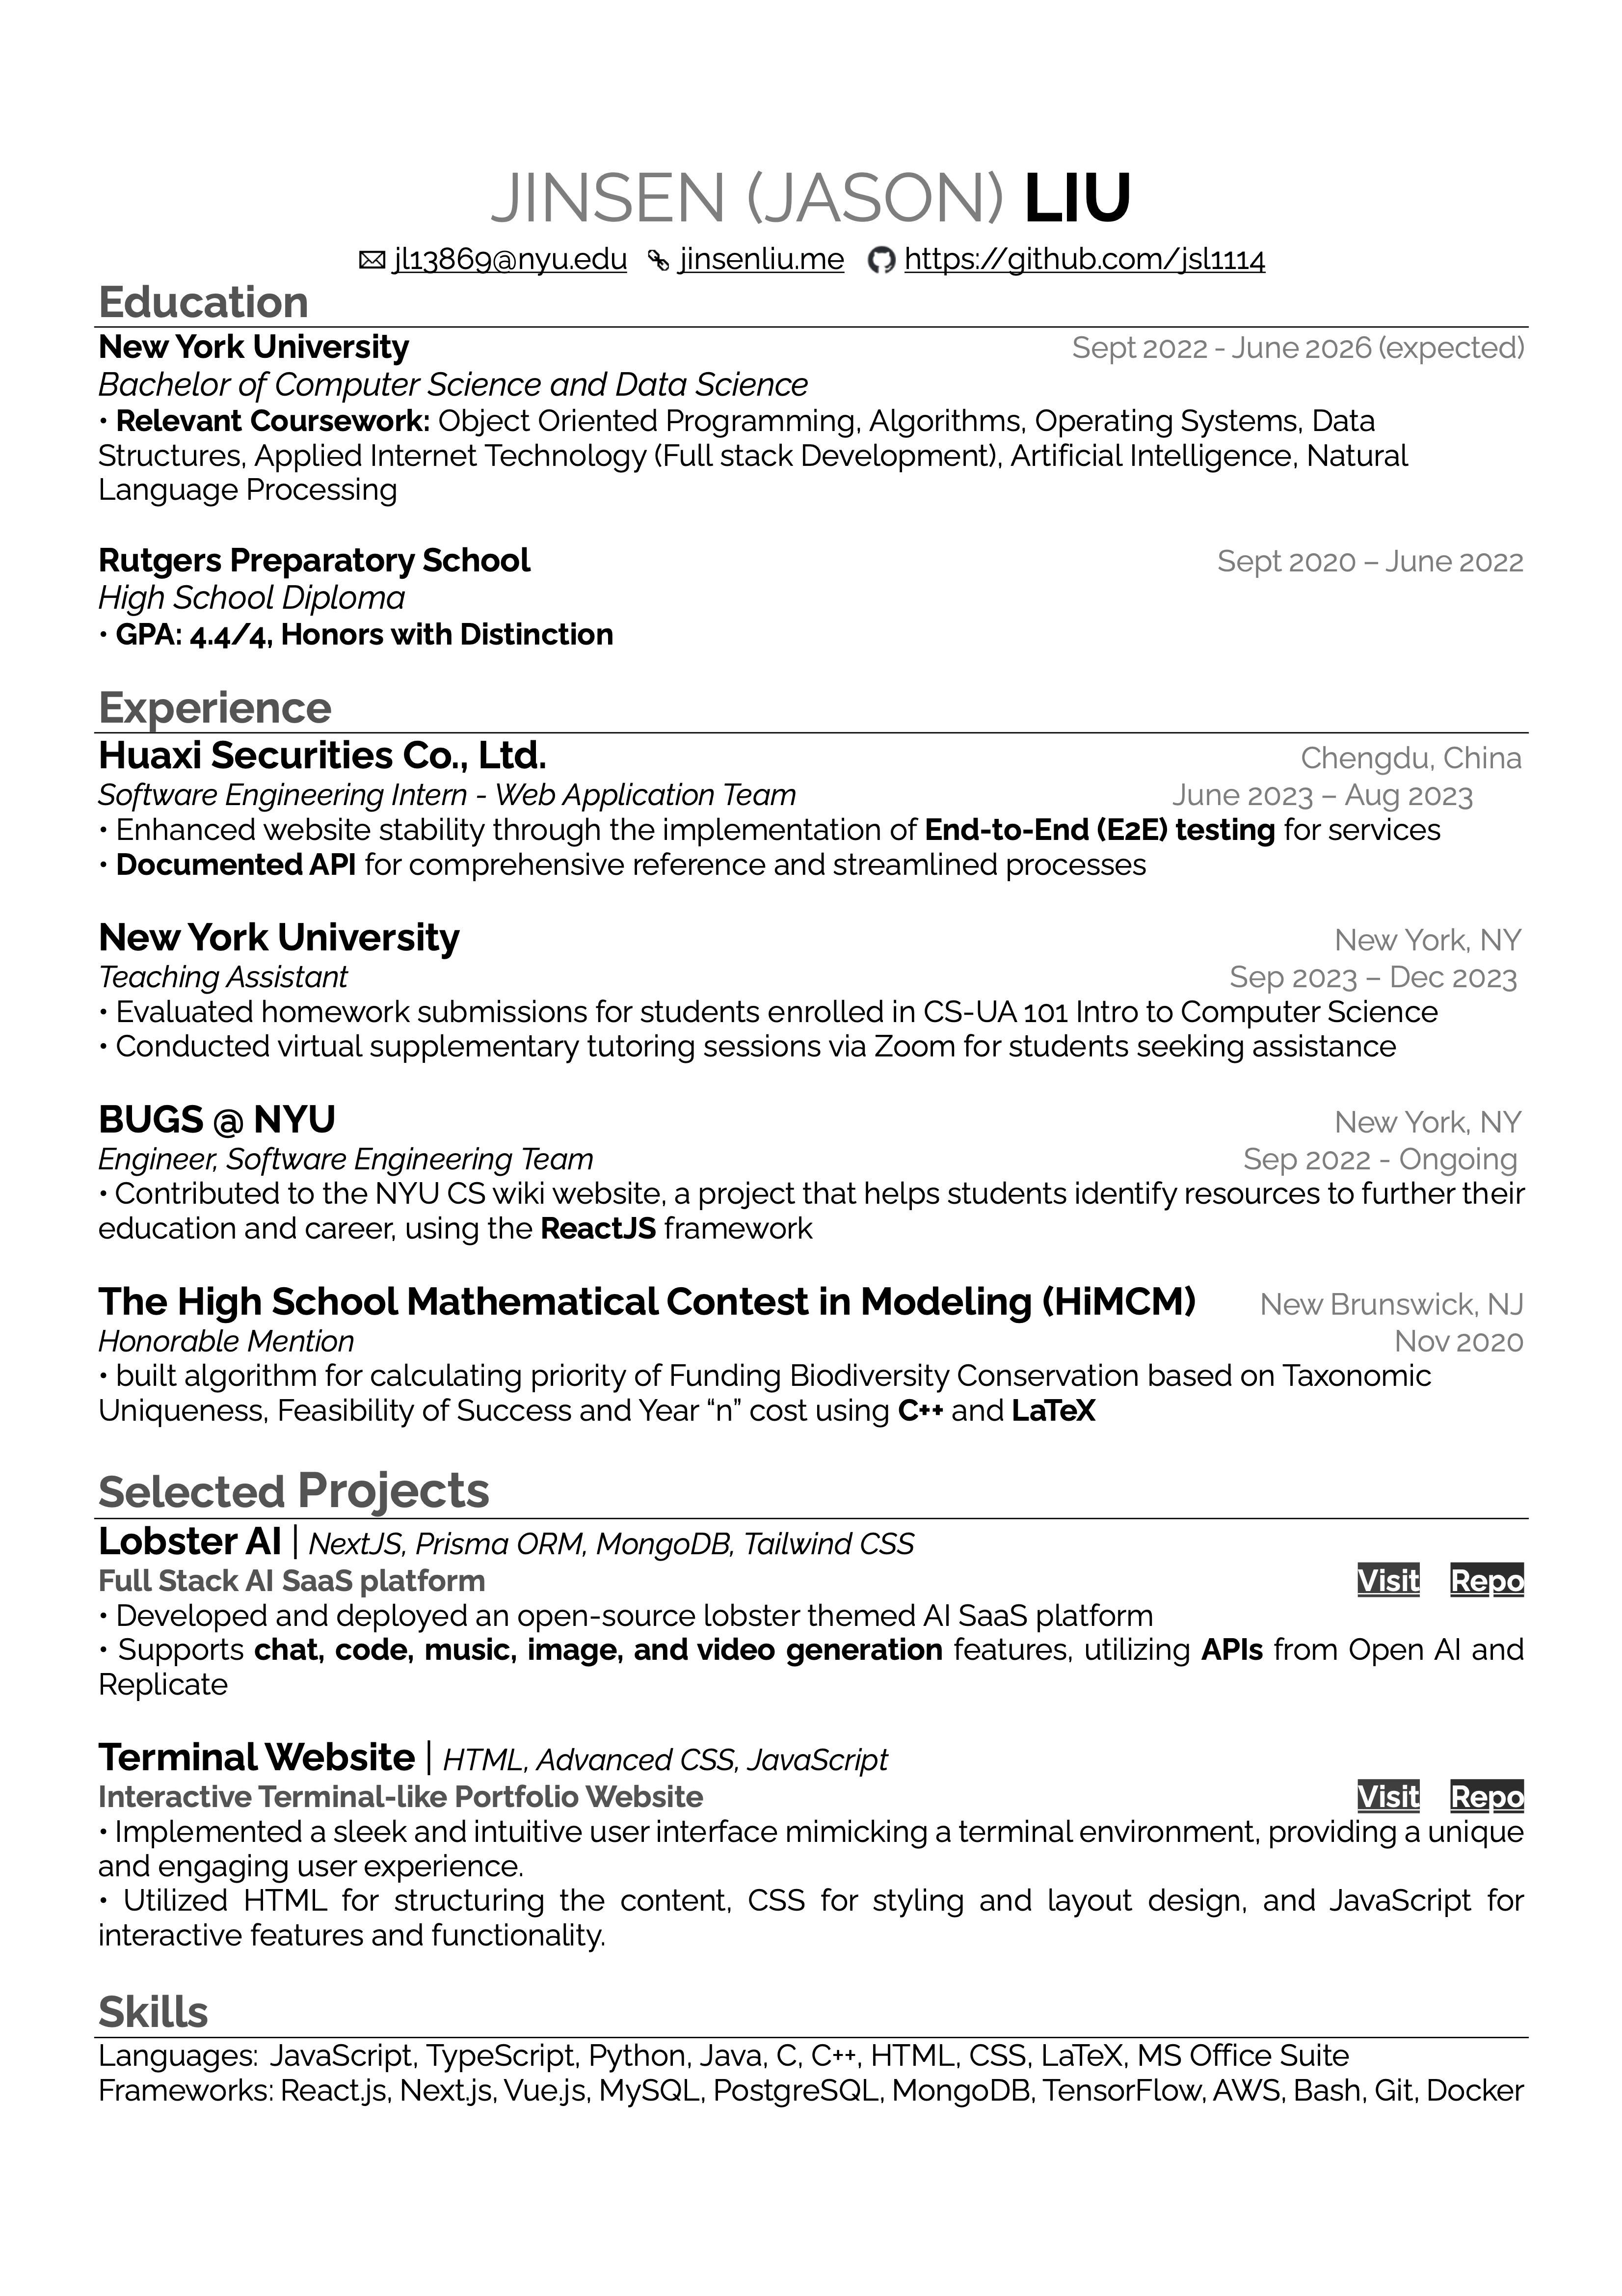 JINSEN (JASON) LIU
jl13869@nyu.edu jinsenliu.me https://github.com/jsl1114
Education
New York University Sept 2022 - June 2026 (expected)
Bachelor of Computer Science and Data Science
• Relevant Coursework: Object Oriented Programming, Algorithms, Operating Systems, Data
Structures, Applied Internet Technology (Full stack Development), Artificial Intelligence, Natural
Language Processing
Rutgers Preparatory School Sept 2020 – June 2022
High School Diploma
• GPA: 4.4/4, Honors with Distinction
Experience
Huaxi Securities Co., Ltd. Chengdu, China
Software Engineering Intern - Web Application Team June 2023 – Aug 2023
• Enhanced website stability through the implementation of End-to-End (E2E) testing for services
• Documented API for comprehensive reference and streamlined processes
New York University New York, NY
Teaching Assistant Sep 2023 – Dec 2023
• Evaluated homework submissions for students enrolled in CS-UA 101 Intro to Computer Science
• Conducted virtual supplementary tutoring sessions via Zoom for students seeking assistance
BUGS @ NYU New York, NY
Engineer, Software Engineering Team Sep 2022 - Ongoing
• Contributed to the NYU CS wiki website, a project that helps students identify resources to further their
education and career, using the ReactJS framework
The High School Mathematical Contest in Modeling (HiMCM) New Brunswick, NJ
Honorable Mention Nov 2020
• built algorithm for calculating priority of Funding Biodiversity Conservation based on Taxonomic
Uniqueness, Feasibility of Success and Year “n” cost using C++ and LaTeX
Selected Projects
Lobster AI | NextJS, Prisma ORM, MongoDB, Tailwind CSS
Full Stack AI SaaS platform Visit Repo
• Developed and deployed an open-source lobster themed AI SaaS platform
• Supports chat, code, music, image, and video generation features, utilizing APIs from Open AI and
Replicate
Terminal Website | HTML, Advanced CSS, JavaScript
Interactive Terminal-like Portfolio Website Visit Repo
• Implemented a sleek and intuitive user interface mimicking a terminal environment, providing a unique
and engaging user experience.
• Utilized HTML for structuring the content, CSS for styling and layout design, and JavaScript for
interactive features and functionality.
Skills
Languages: JavaScript, TypeScript, Python, Java, C, C++, HTML, CSS, LaTeX, MS Office Suite
Frameworks: React.js, Next.js, Vue.js, MySQL, PostgreSQL, MongoDB, TensorFlow, AWS, Bash, Git, Docker